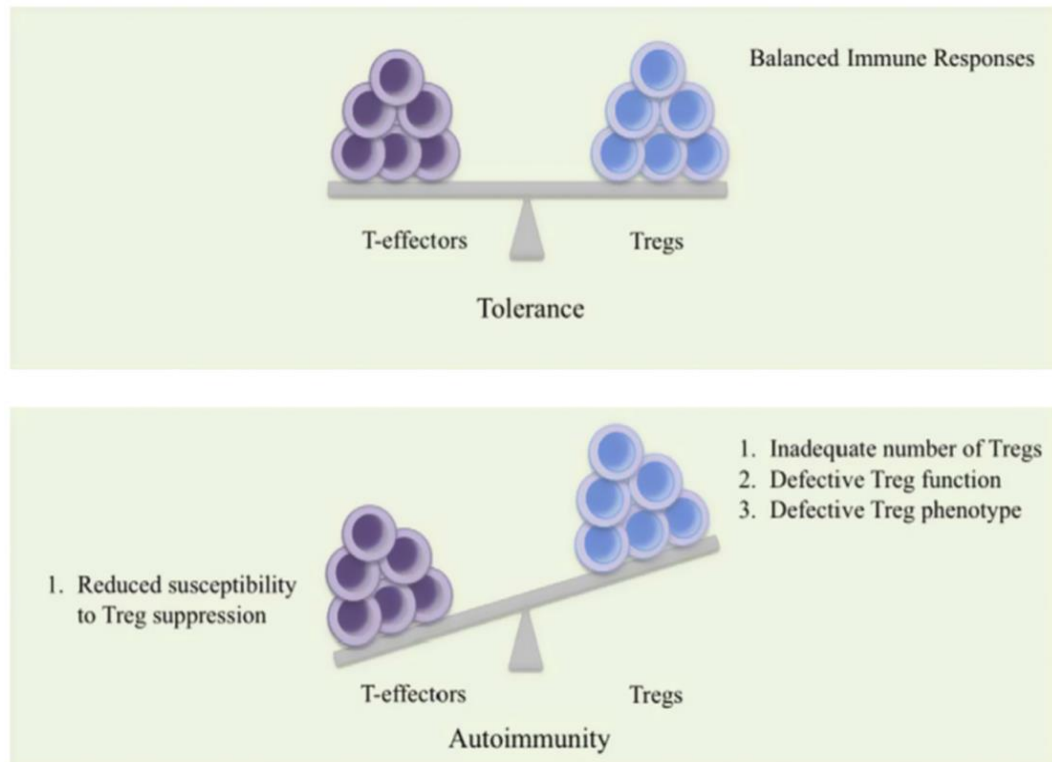 Balanced Immune Responses
T-effectors
Tregs
Tolerance
1. Inadequate number of Tregs
2. Defective Treg function
3. Defective Treg phenotype
1. Reduced susceptibility
to Treg suppression
T-effectors
Tregs
Autoimmunity